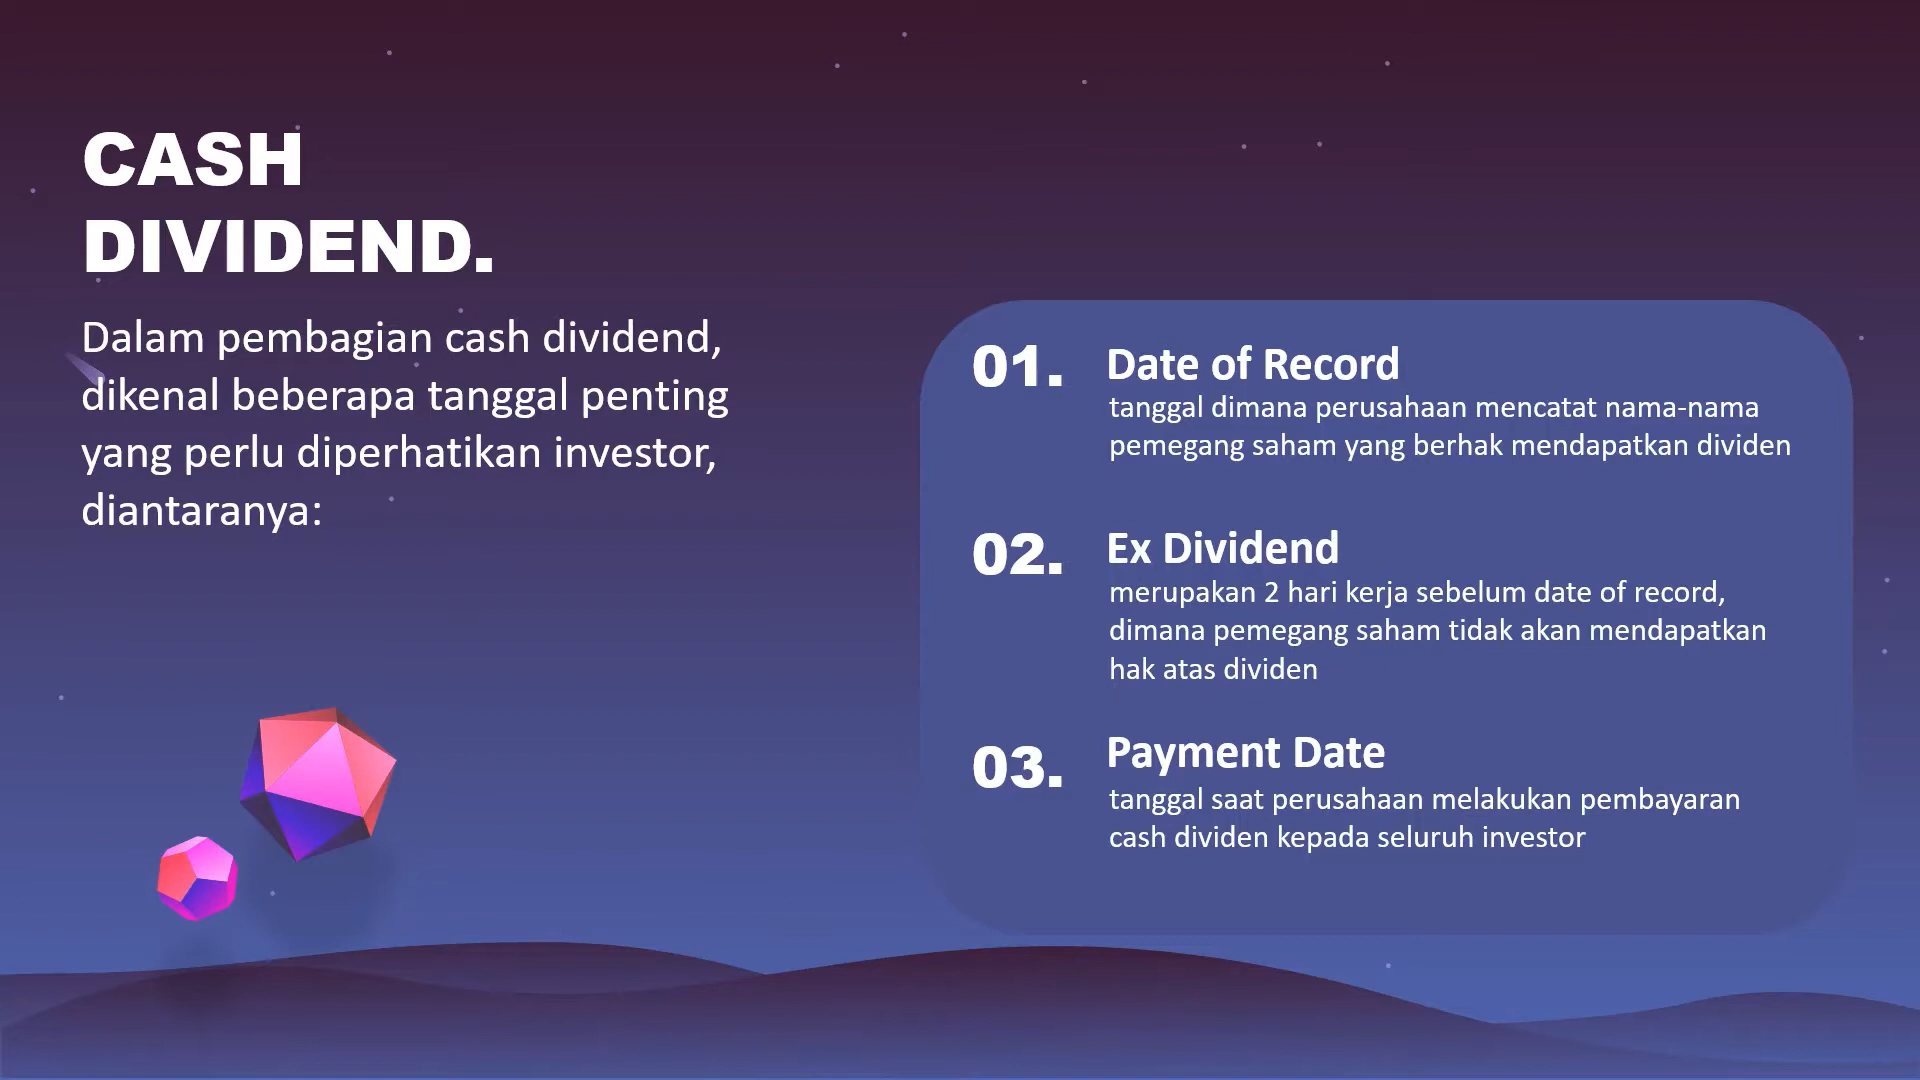 CASH
DIVIDEND.
Dalam pembagian cash dividend,
dikenal beberapa tanggal penting
yang perlu diperhatikan investor,
diantaranya:
01. Date of Record
tanggal dimana perusahaan mencatat nama-nama
pemegang saham yang berhak mendapatkan dividen
02. Ex Dividend
merupakan 2 hari kerja sebelum date of record,
dimana pemegang saham tidak akan mendapatkan
hak atas dividen
03. Payment Date
tanggal saat perusahaan melakukan pembayaran
cash dividen kepada seluruh investor